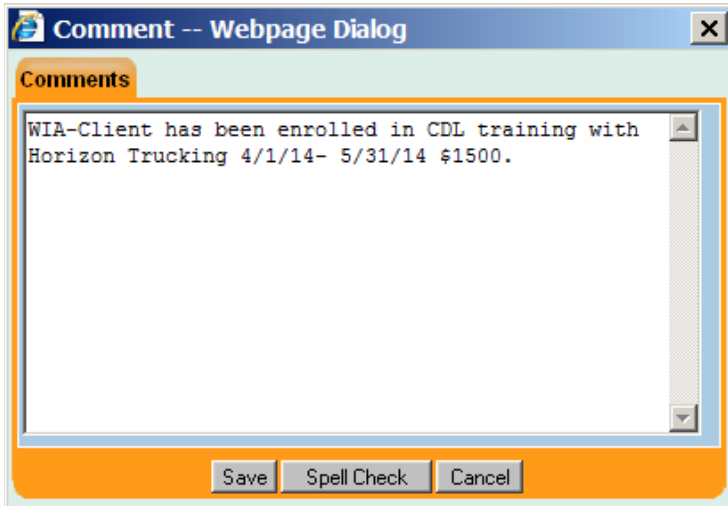 Comment -- Webpage Dialog
Comments
WIA-Client has been enrolled in CDL training with
Horizon Trucking 4/1/14- 5/31/14 $1500.
Save Spell Check Cancel